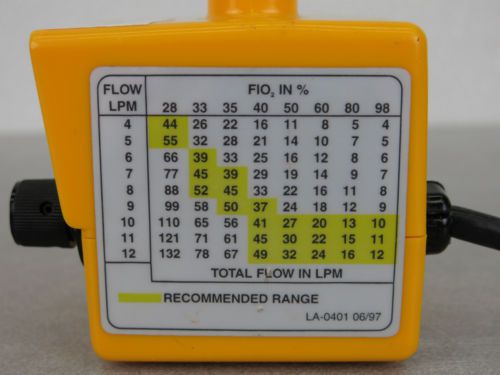 FLOW FIO₂ IN %
LPM 28 33 35 40 50 60 80 98
4 44 26 22 16 11 8 5 4
5 55 32 28 21 14 10 7 5
6 66 39 33 25 16 12 8 6
7 77 45 39 29 19 14 9 7
8 88 52 45 33 22 16 11 8
9 99 58 50 37 24 18 12 9
10 110 65 56 41 27 20 13 10
11 121 71 61 45 30 22 15 11
12 132 78 67 49 32 24 16 12
TOTAL FLOW IN LPM
RECOMMENDED RANGE
LA-0401 06/97